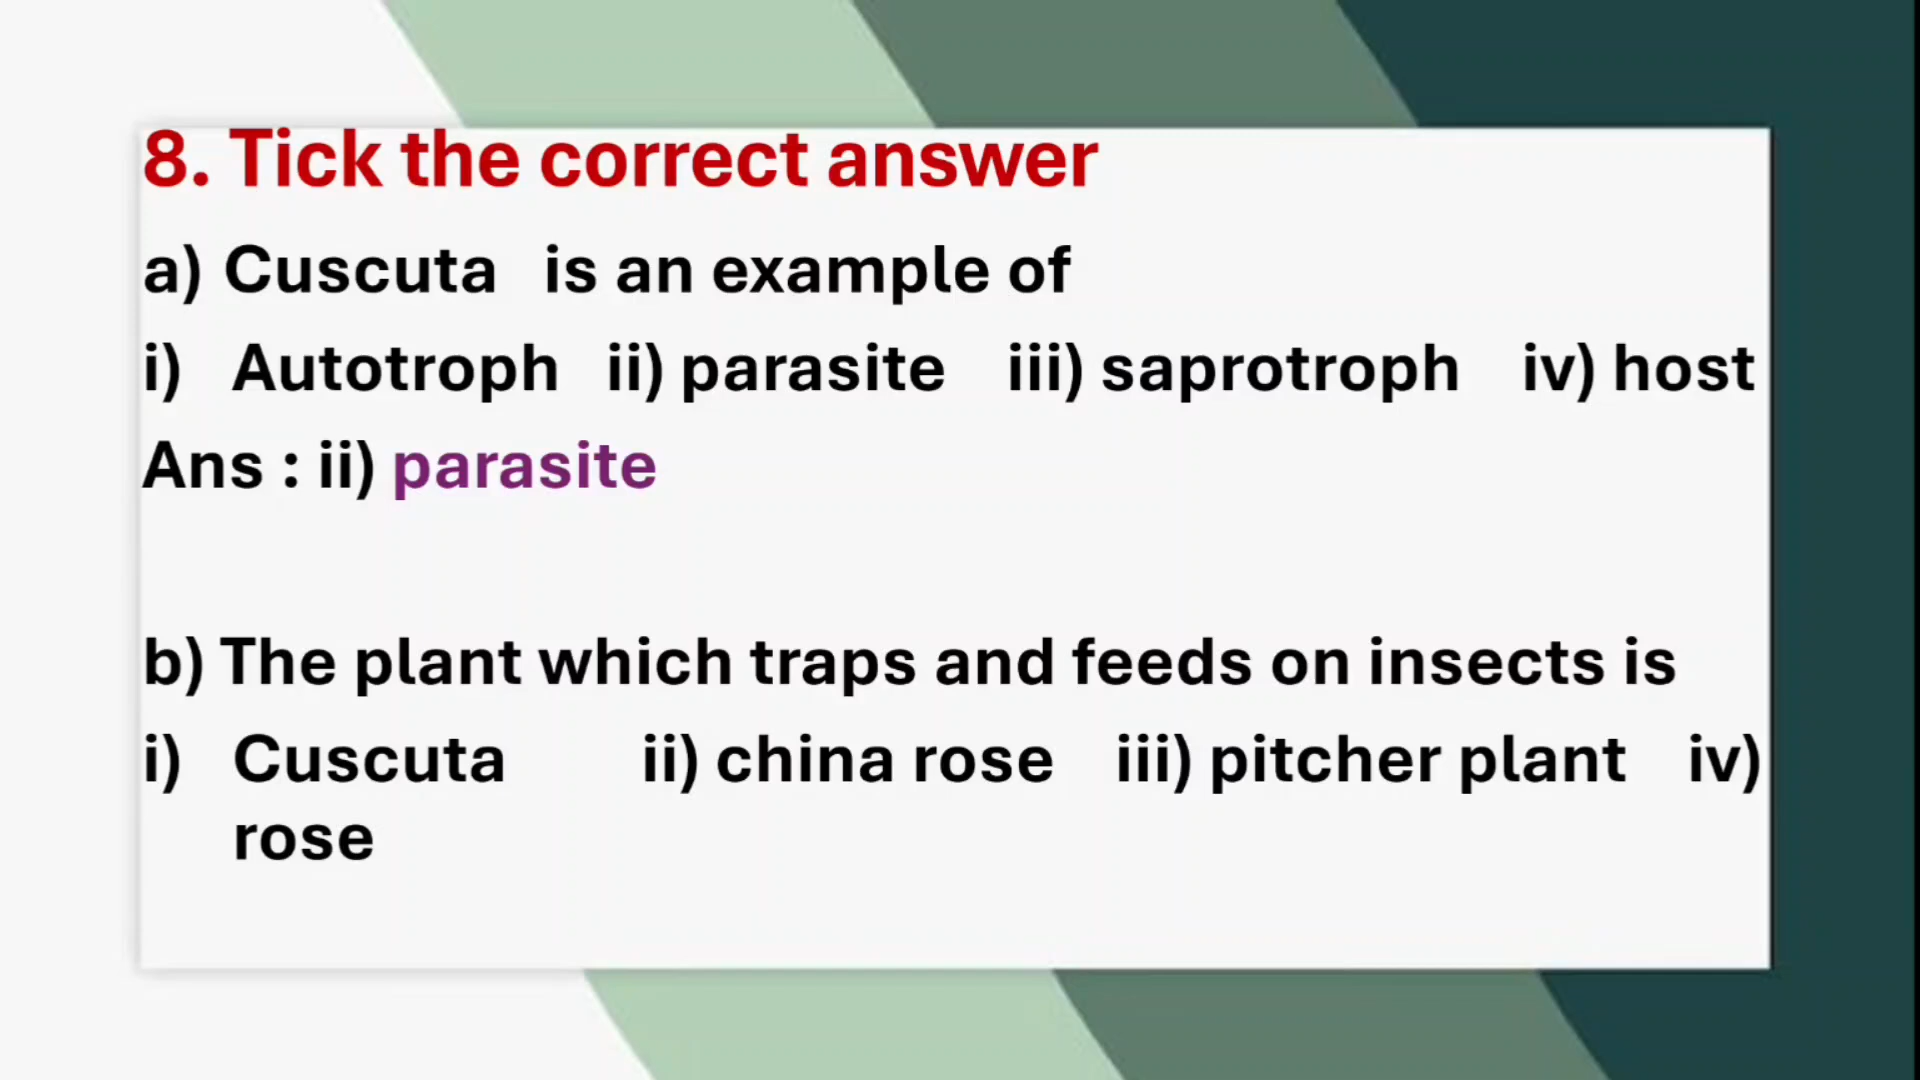 8. Tick the correct answer
a) Cuscuta is an example of
i) Autotroph ii) parasite iii) saprotroph iv) host
Ans : ii) parasite
b) The plant which traps and feeds on insects is
i) Cuscuta ii) china rose iii) pitcher plant iv)
rose